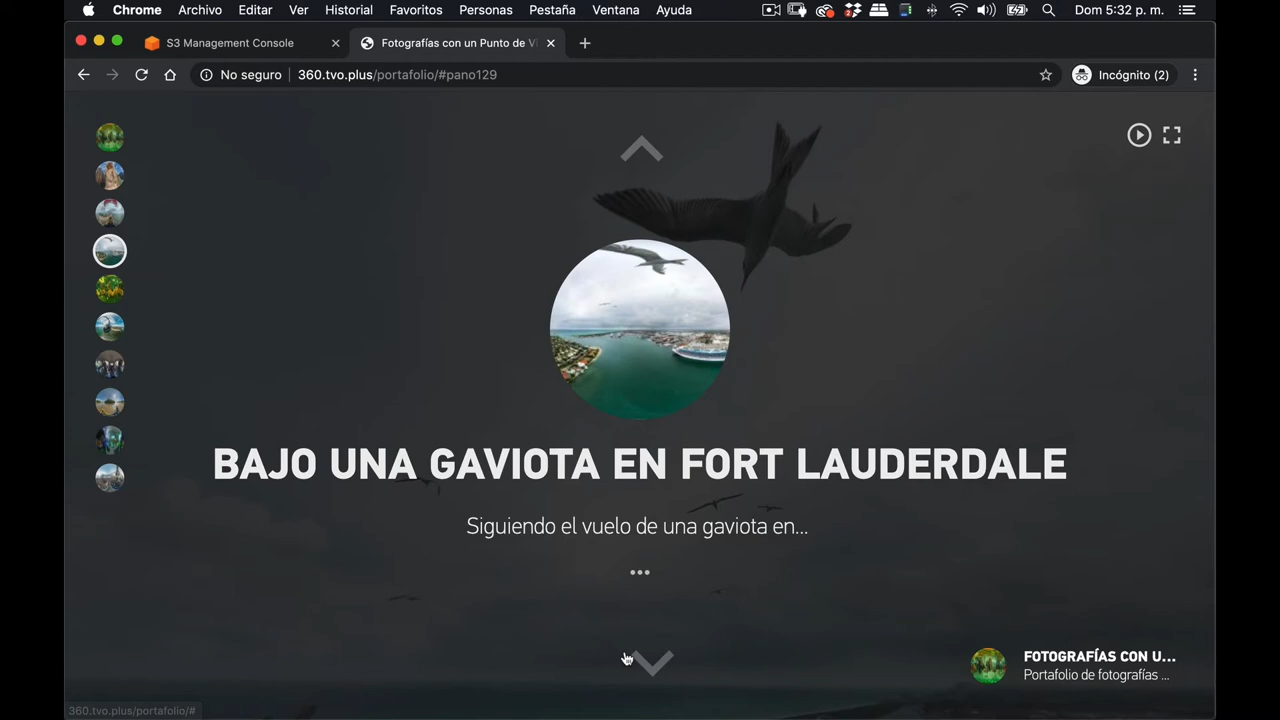 Chrome Archivo Editar Ver Historial Favoritos Personas Pestaña Ventana Ayuda Dom 5:32 p. m.
S3 Management Console Fotografías con un Punto de Vi
No seguro 360.tvo.plus/portafolio/#pano129 Incógnito (2)
BAJO UNA GAVIOTA EN FORT LAUDERDALE
Siguiendo el vuelo de una gaviota en...
FOTOGRAFÍAS CON U...
Portafolio de fotografías ...
360.tvo.plus/portafolio/#